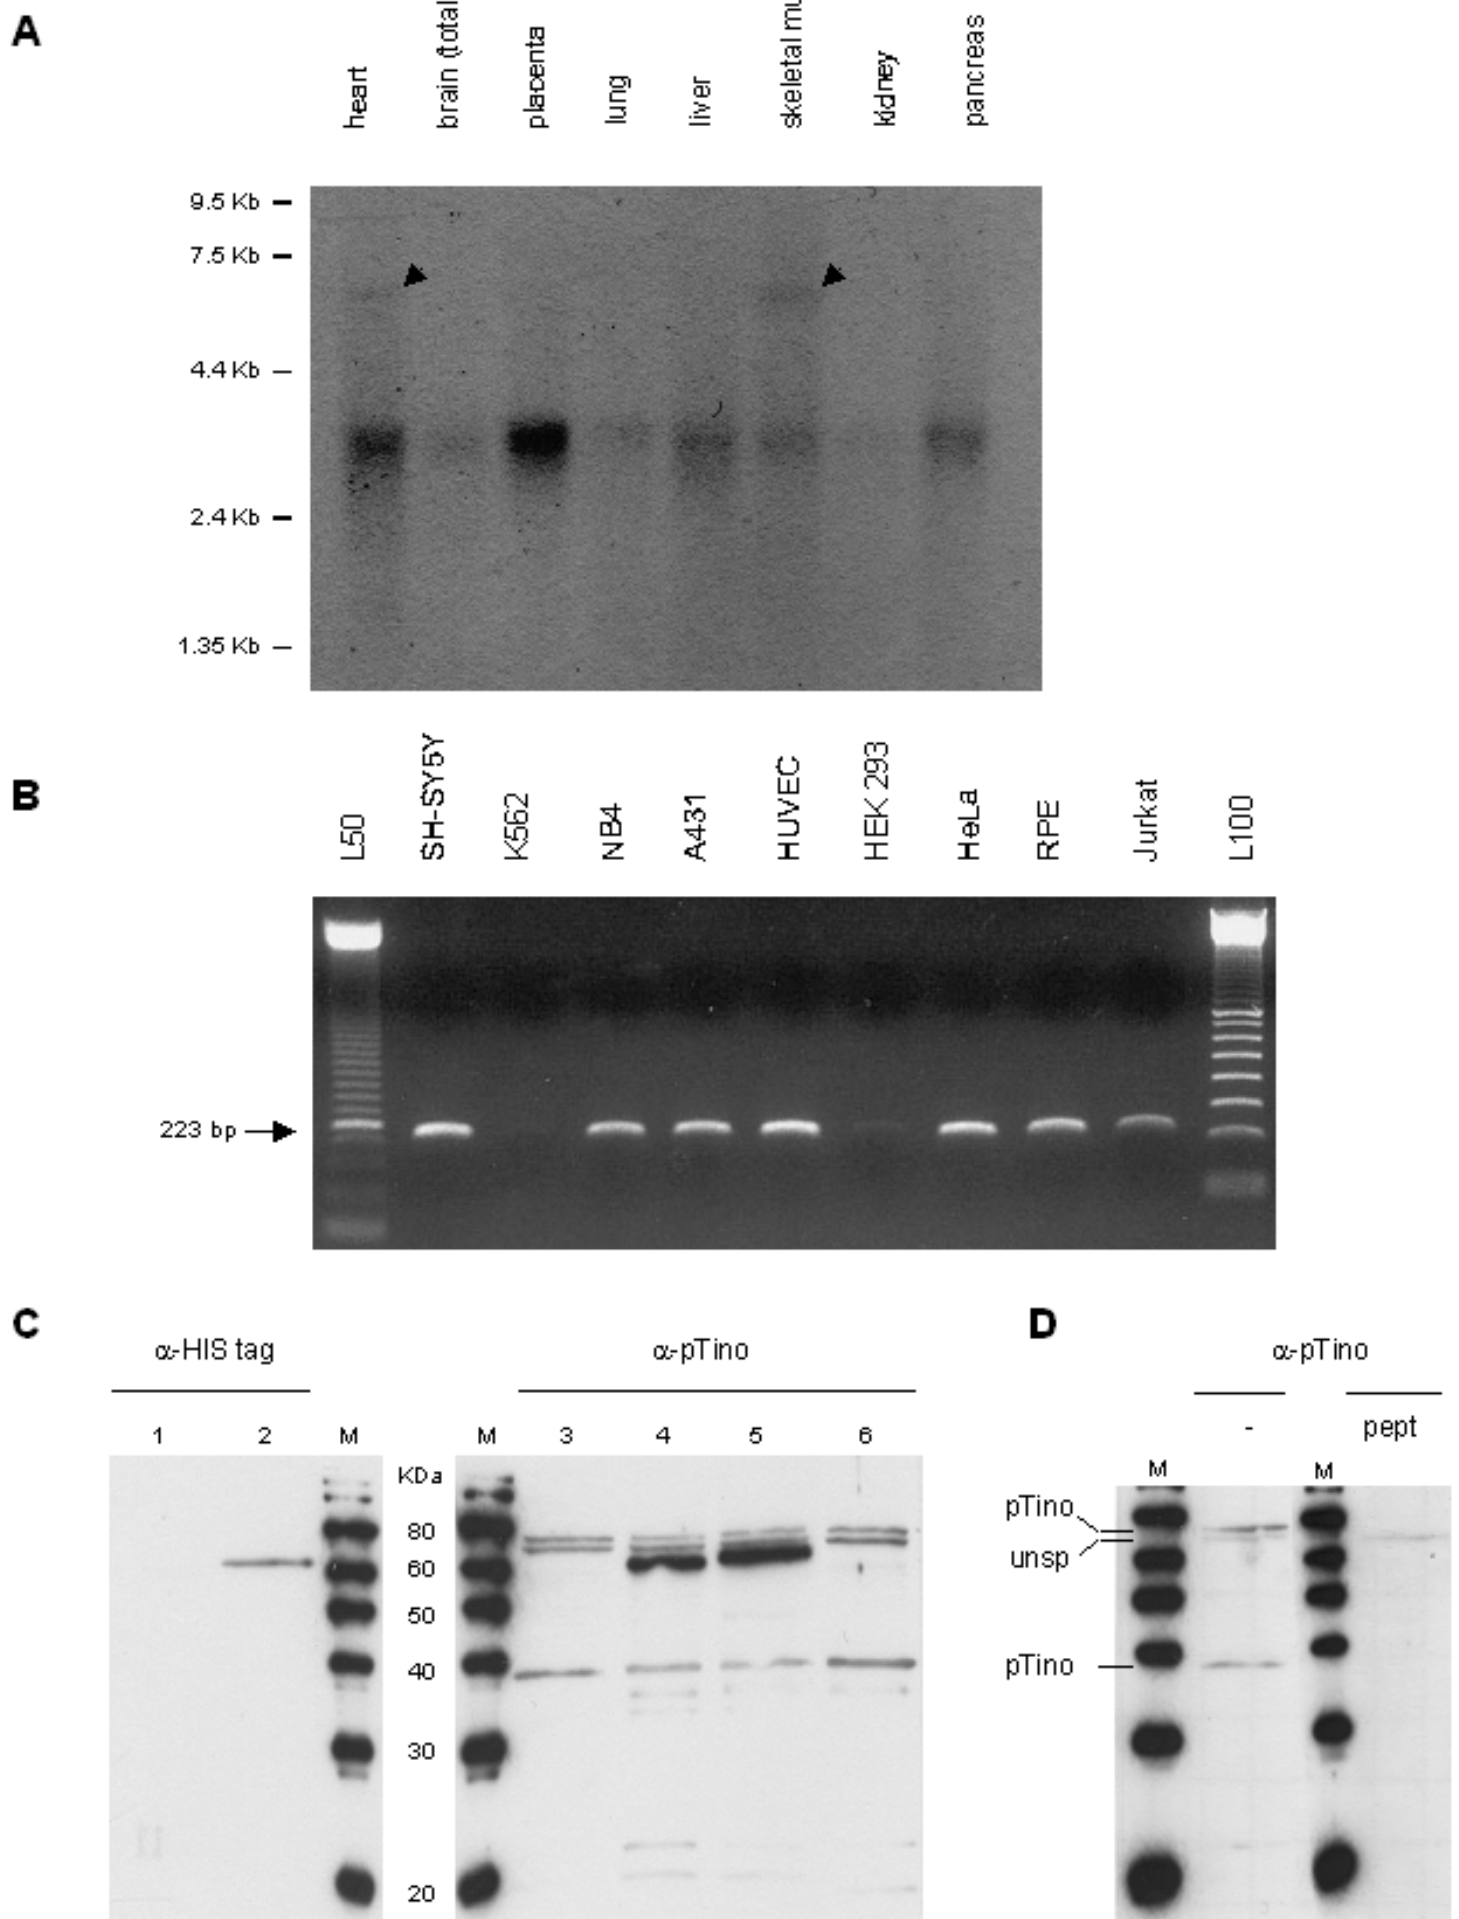 A
heart
brain (total
placenta
lung
liver
skeletal mu
kidney
pancreas
9.5 Kb
7.5 Kb
4.4 Kb
2.4 Kb
1.35 Kb
B
L50
SH-SY5Y
K562
NB4
A431
HUVEC
HEK 293
HeLa
RPE
Jurkat
L100
223 bp
C
α-HIS tag
α-pTino
1 2 M M 3 4 5 6
KDa
80
60
50
40
30
20
D
α-pTino
- pept
M M
pTino
unsp
pTino